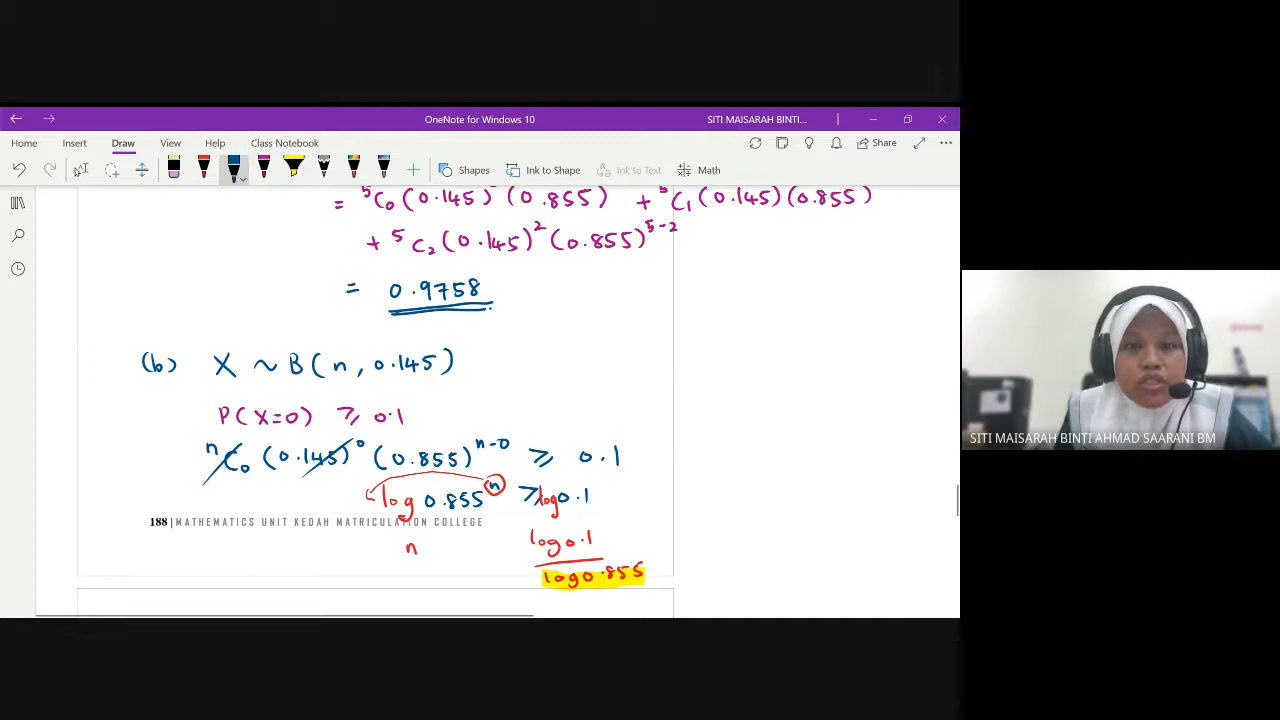 OneNote for Windows 10
SITI MAISARAH BINTI...
Home Insert Draw View Help Class Notebook
Share
Shapes Ink to Shape Ink to Text Math
= ⁵C₀ (0.145) (0.855) + ⁵C₁ (0.145)(0.855)
+ ⁵C₂ (0.145)² (0.855)⁵⁻²
= 0.9758
(b) X ~ B(n, 0.145)
P(X=0) ≥ 0.1
ⁿC₀ (0.145)⁰ (0.855)ⁿ⁻⁰ ≥ 0.1
log 0.855ⁿ ≥ log 0.1
188 | MATHEMATICS UNIT KEDAH MATRICULATION COLLEGE
n log 0.1
log 0.855
SITI MAISARAH BINTI AHMAD SAARANI BM